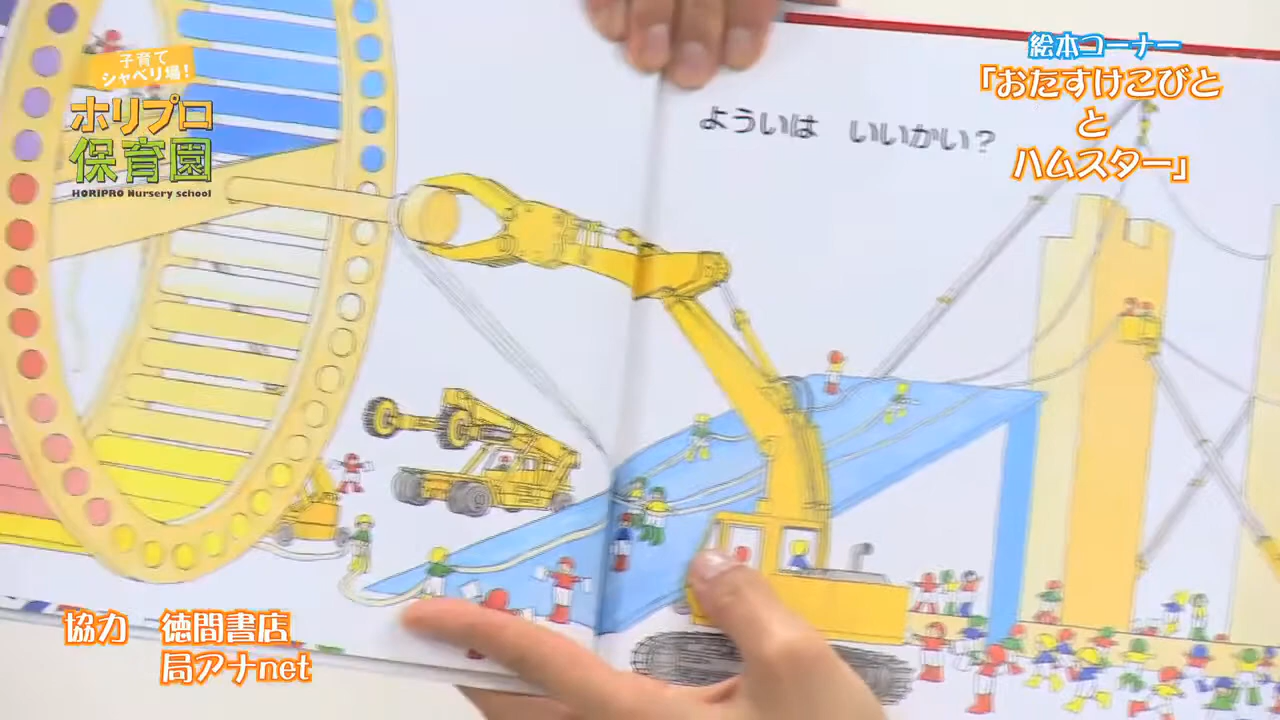 子育て
シャベリ場!
ホリプロ
保育園
HORIPRO Nursery school
絵本コーナー
「おたすけこびと
と
ハムスター」
よういは いいかい?
協力 徳間書店
局アナnet